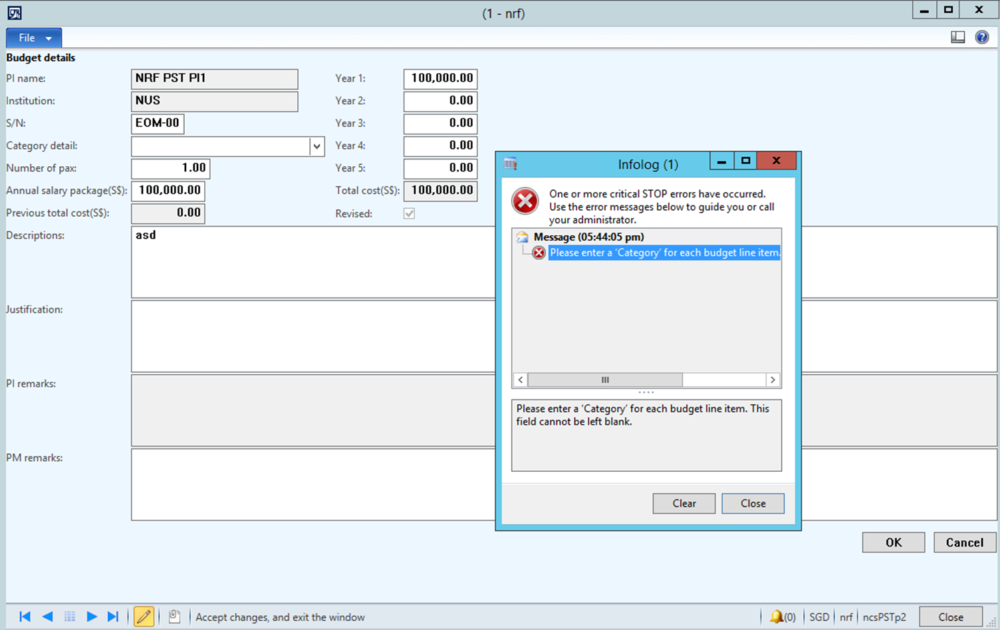 (1 - nrf)
File
Budget details
PI name:
NRF PST PI1
Year 1:
100,000.00
Institution:
NUS
Year 2:
0.00
S/N:
EOM-00
Year 3:
0.00
Category detail:
Year 4:
0.00
Number of pax:
1.00
Year 5:
0.00
Annual salary package(S$):
100,000.00
Total cost(S$):
100,000.00
Previous total cost(S$):
0.00
Revised:
Descriptions:
asd
Justification:
PI remarks:
PM remarks:
Infolog (1)
One or more critical STOP errors have occurred.
Use the error messages below to guide you or call
your administrator.
Message (05:44:05 pm)
Please enter a ‘Category’ for each budget line item.
Please enter a ‘Category’ for each budget line item. This
field cannot be left blank.
Clear
Close
OK
Cancel
Accept changes, and exit the window
(0)
SGD
nrf
ncsPSTp2
Close